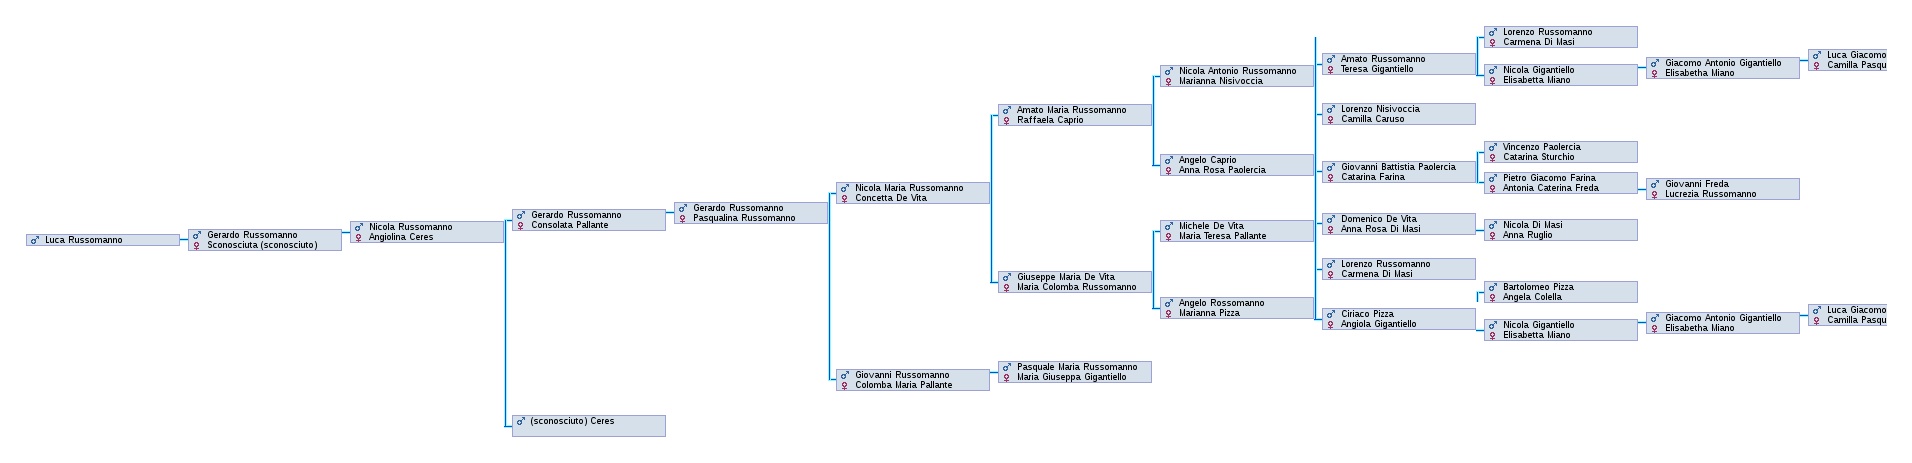 Luca Russomanno
Gerardo Russomanno
Sconosciuta (sconosciuto)
Nicola Russomanno
Angiolina Ceres
Gerardo Russomanno
Consolata Pallante
(sconosciuto) Ceres
Gerardo Russomanno
Pasqualina Russomanno
Nicola Maria Russomanno
Concetta De Vita
Giovanni Russomanno
Colomba Maria Pallante
Amato Maria Russomanno
Raffaela Caprio
Giuseppe Maria De Vita
Maria Colomba Russomanno
Pasquale Maria Russomanno
Maria Giuseppa Gigantiello
Nicola Antonio Russomanno
Marianna Nisivoccia
Angelo Caprio
Anna Rosa Paolercia
Michele De Vita
Maria Teresa Pallante
Angelo Rossomanno
Marianna Pizza
Amato Russomanno
Teresa Gigantiello
Lorenzo Nisivoccia
Camilla Caruso
Giovanni Battistia Paolercia
Catarina Farina
Domenico De Vita
Anna Rosa Di Masi
Lorenzo Russomanno
Carmena Di Masi
Ciriaco Pizza
Angiola Gigantiello
Lorenzo Russomanno
Carmena Di Masi
Nicola Gigantiello
Elisabetta Miano
Vincenzo Paolercia
Catarina Sturchio
Pietro Giacomo Farina
Antonia Caterina Freda
Nicola Di Masi
Anna Ruglio
Bartolomeo Pizza
Angela Colella
Nicola Gigantiello
Elisabetta Miano
Giacomo Antonio Gigantiello
Elisabetha Miano
Giovanni Freda
Lucrezia Russomanno
Giacomo Antonio Gigantiello
Elisabetha Miano
Luca Giacomo
Camilla Pasqu
Luca Giacomo
Camilla Pasqu